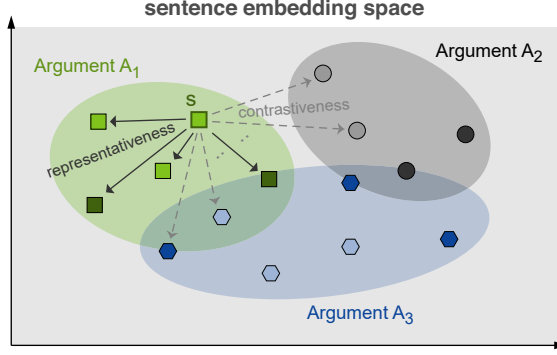 sentence embedding space
Argument A₂
Argument A₁
s
contrastiveness
representativeness
Argument A₃